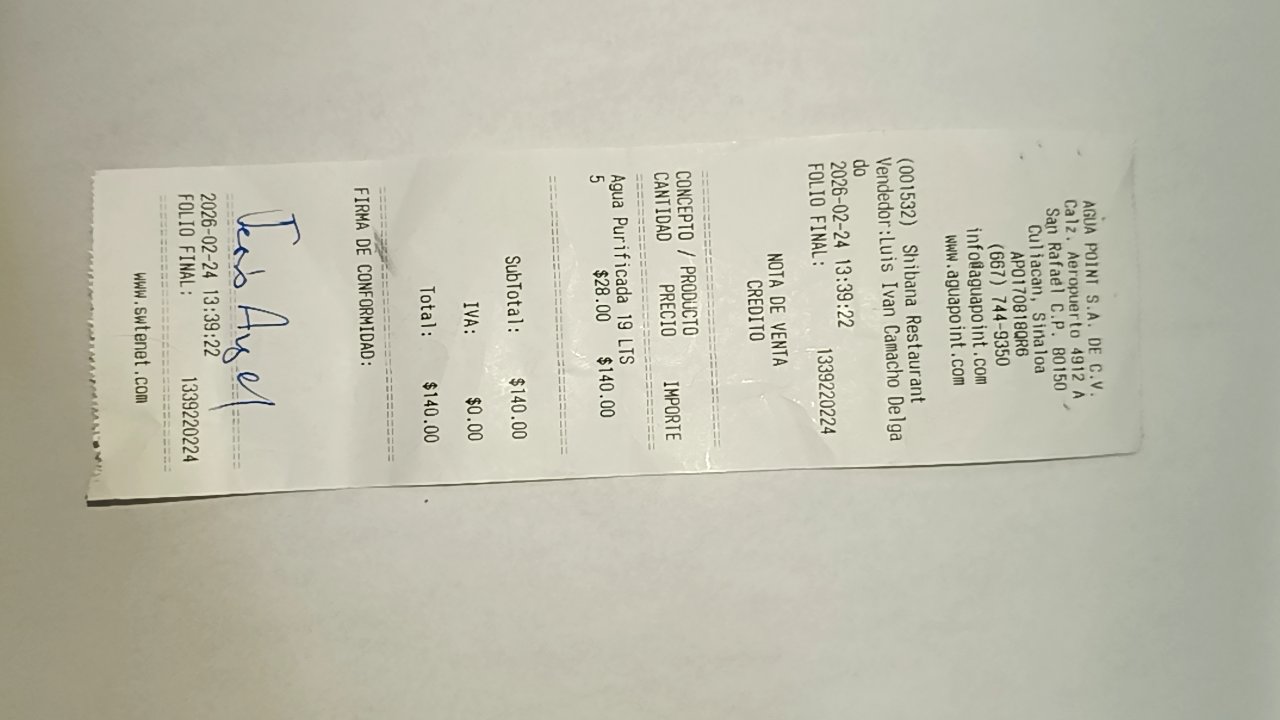 AGUA POINT S.A. DE C.V.
Calz. Aeropuerto 4912 A
San Rafael C.P. 80150
Culiacan, Sinaloa
APO170818QR6
(667) 744-9350
info@aguapoint.com
www.aguapoint.com
(001532) Shibana Restaurant
Vendedor:Luis Ivan Camacho Delga
do
2026-02-24 13:39:22
FOLIO FINAL: 1339220224
NOTA DE VENTA
CREDITO
CONCEPTO / PRODUCTO
CANTIDAD PRECIO IMPORTE
Agua Purificada 19 LTS
5 $28.00 $140.00
SubTotal: $140.00
IVA: $0.00
Total: $140.00
FIRMA DE CONFORMIDAD:
Jesus Angel
2026-02-24 13:39:22
FOLIO FINAL: 1339220224
www.swtenet.com